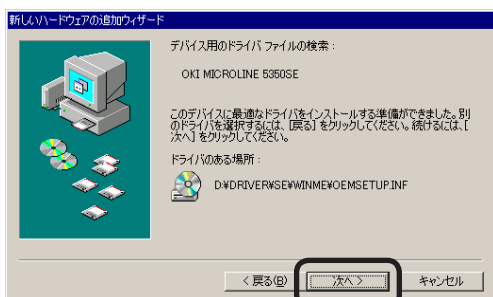 新しいハードウェアの追加ウィザード
デバイス用のドライバ ファイルの検索 :
OKI MICROLINE 5350SE
このデバイスに最適なドライバをインストールする準備ができました。別
のドライバを選択するには、[戻る] をクリックしてください。続けるには、[
次へ] をクリックしてください。
ドライバのある場所 :
D:¥DRIVER¥SE¥WINME¥OEMSETUP.INF
< 戻る(B)
次へ >
キャンセル